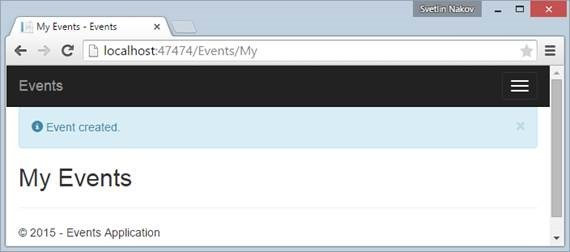 Svetlin Nakov
My Events - Events
localhost:47474/Events/My
Events
Event created.
My Events
© 2015 - Events Application